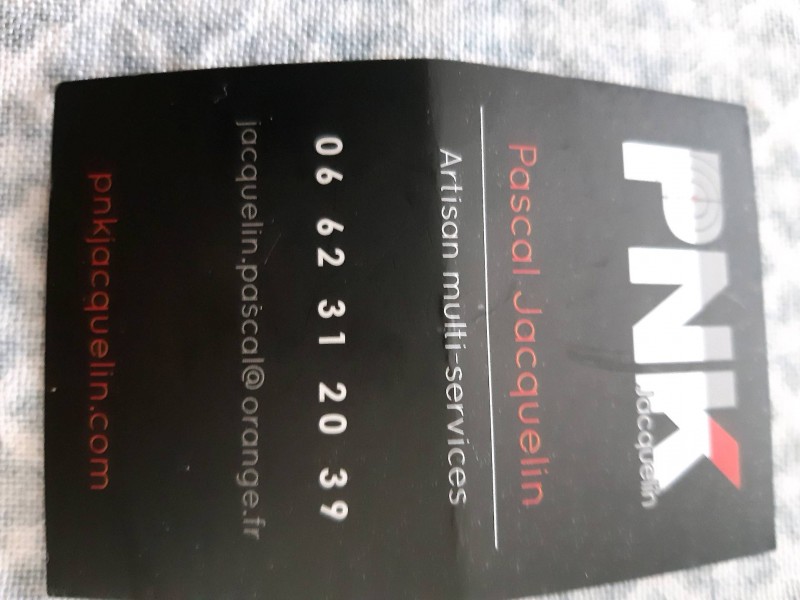 PNK
Jacquelin
Pascal Jacquelin
Artisan multi-services
06 62 31 20 39
jacquelin.pascal@orange.fr
pnkjacquelin.com